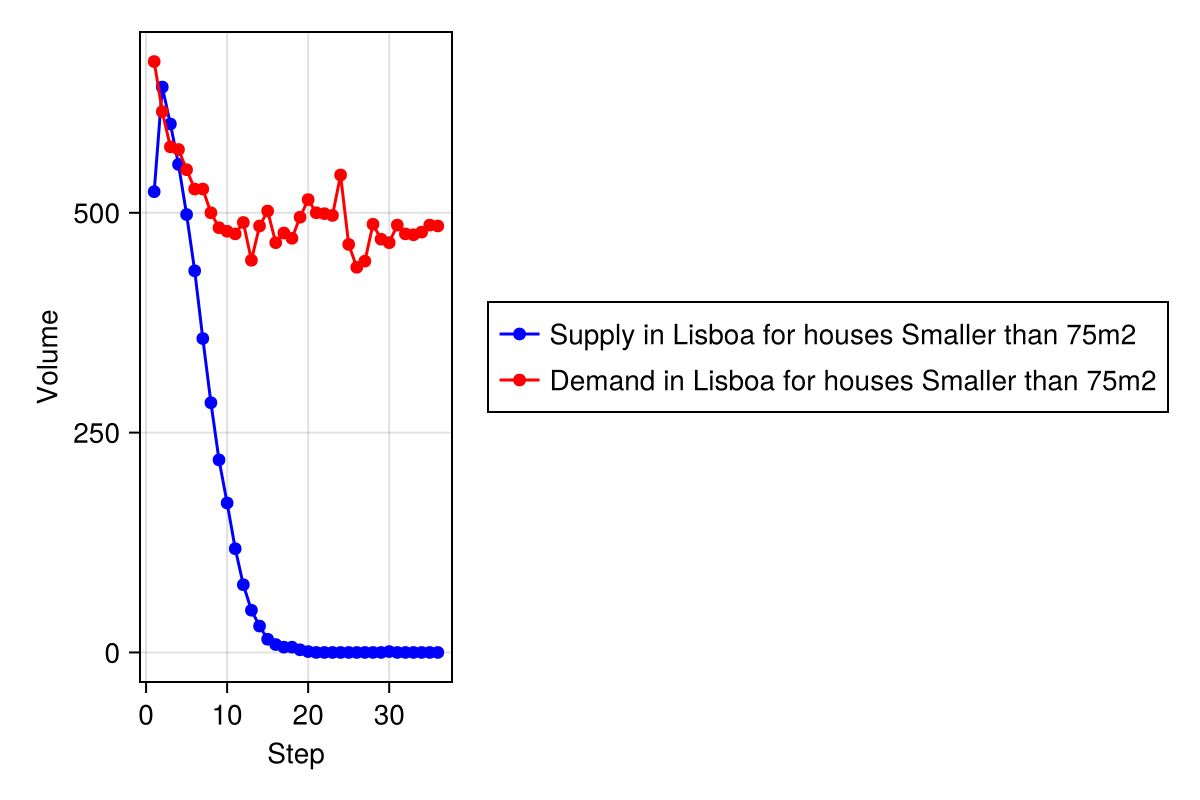 Volume
500
250
0
0 10 20 30
Step
Supply in Lisboa for houses Smaller than 75m2
Demand in Lisboa for houses Smaller than 75m2